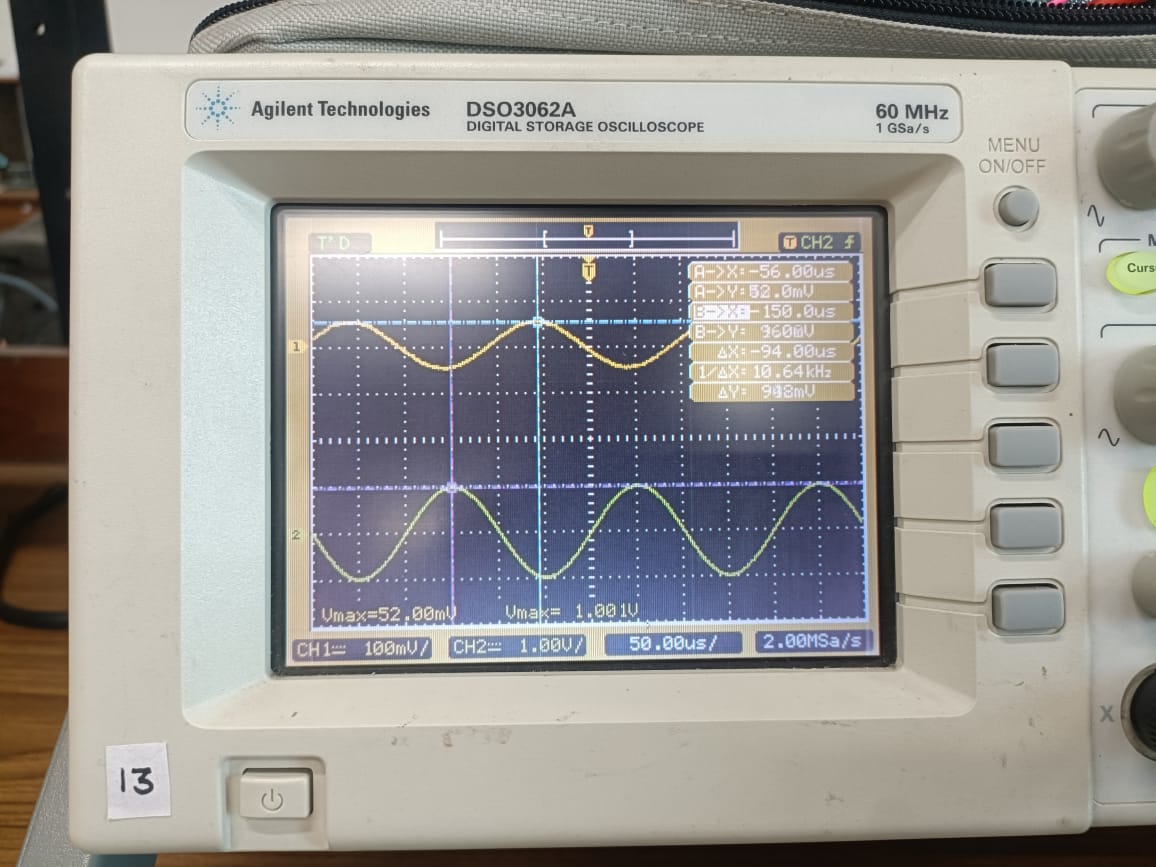 Agilent Technologies DSO3062A 60 MHz
DIGITAL STORAGE OSCILLOSCOPE 1 GSa/s
MENU
ON/OFF
T'D T CH2
T
T
A->X:-56.00us
A->Y:52.0mV
B->X:-150.0us
B->Y: 960mV
ΔX:-94.00us
1/ΔX:10.64kHz
ΔY: 908mV
1
2
Vmax=52.00mV Vmax= 1.001V
CH1 100mV/ CH2 1.00V/ 50.00us/ 2.00MSa/s
X
13